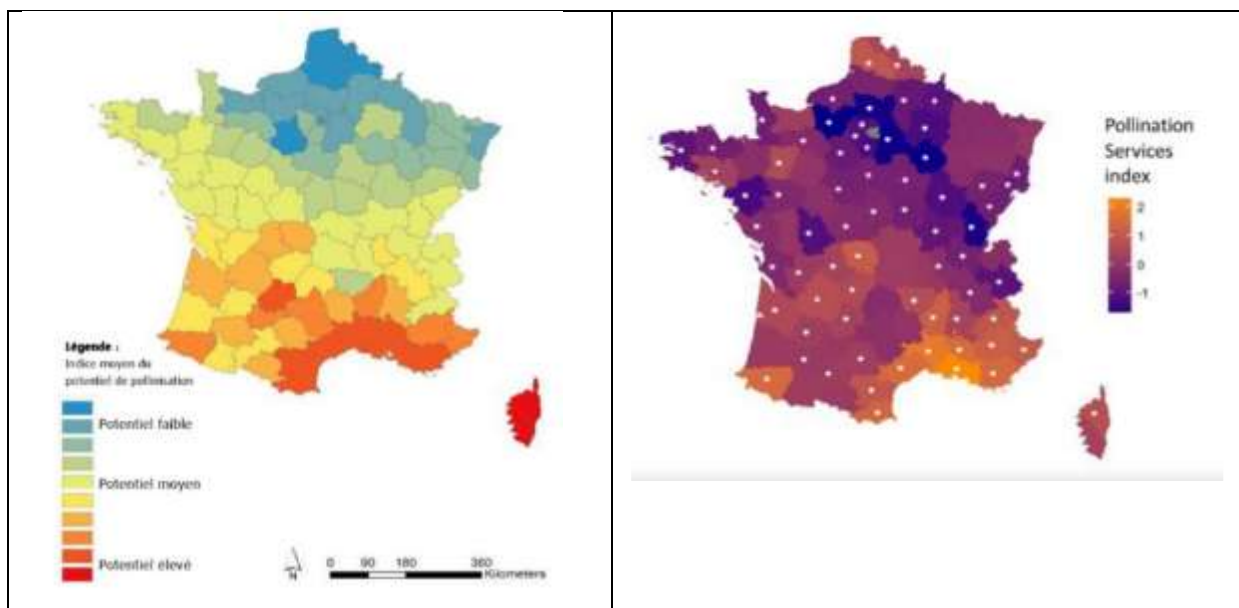 Légende :
Indice moyen du
potentiel de pollinisation
Potentiel faible
Potentiel moyen
Potentiel élevé
N
0 90 180 360
Kilometers
Pollination
Services
index
2
1
0
-1